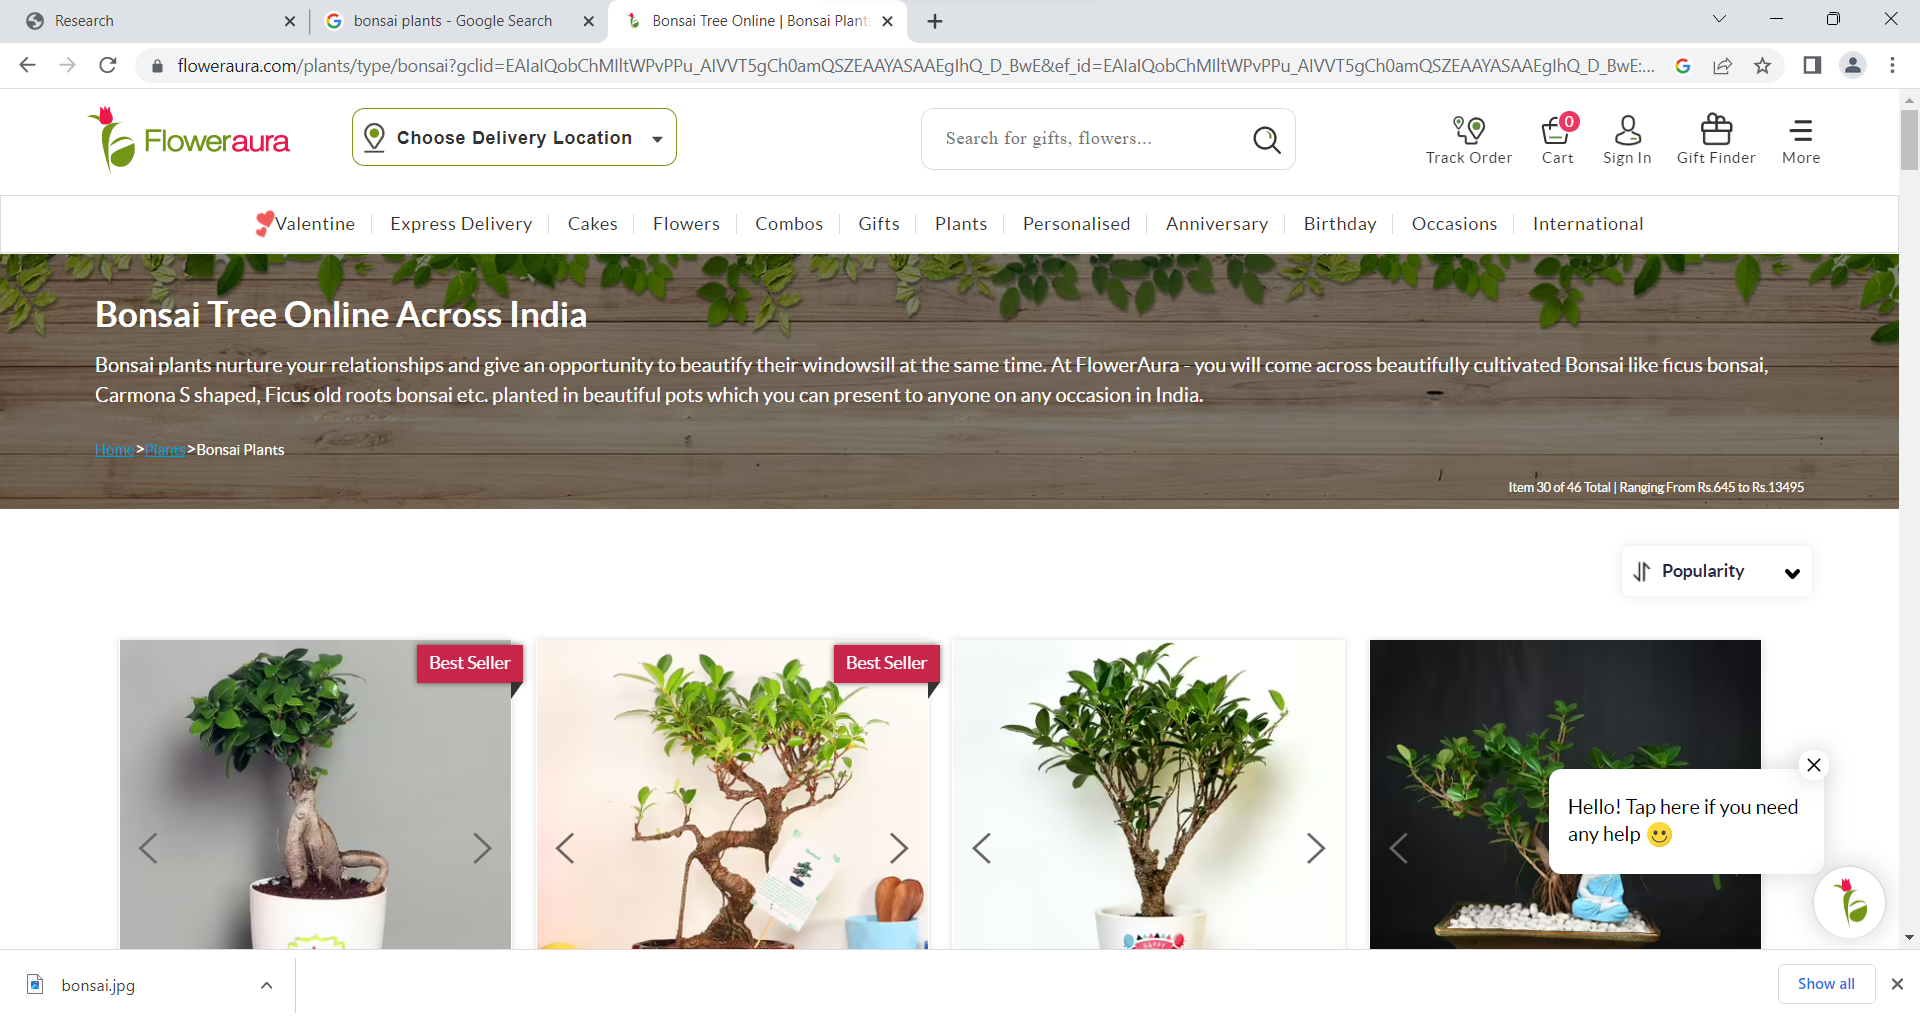 Research
bonsai plants - Google Search
Bonsai Tree Online | Bonsai Plants
floweraura.com/plants/type/bonsai?gclid=EAIaIQobChMIltWPvPPu_AIVVT5gCh0amQSZEAAYASAAEgIhQ_D_BwE&ef_id=EAIaIQobChMIltWPvPPu_AIVVT5gCh0amQSZEAAYASAAEgIhQ_D_BwE:...
Floweraura
Choose Delivery Location
Search for gifts, flowers...
Track Order
0
Cart
Sign In
Gift Finder
More
Valentine
Express Delivery
Cakes
Flowers
Combos
Gifts
Plants
Personalised
Anniversary
Birthday
Occasions
International
Bonsai Tree Online Across India
Bonsai plants nurture your relationships and give an opportunity to beautify their windowsill at the same time. At FlowerAura - you will come across beautifully cultivated Bonsai like ficus bonsai,
Carmona S shaped, Ficus old roots bonsai etc. planted in beautiful pots which you can present to anyone on any occasion in India.
Home>Plants>Bonsai Plants
Item 30 of 46 Total | Ranging From Rs.645 to Rs.13495
Popularity
Best Seller
Best Seller
HAPPY
Hello! Tap here if you need
any help
bonsai.jpg
Show all